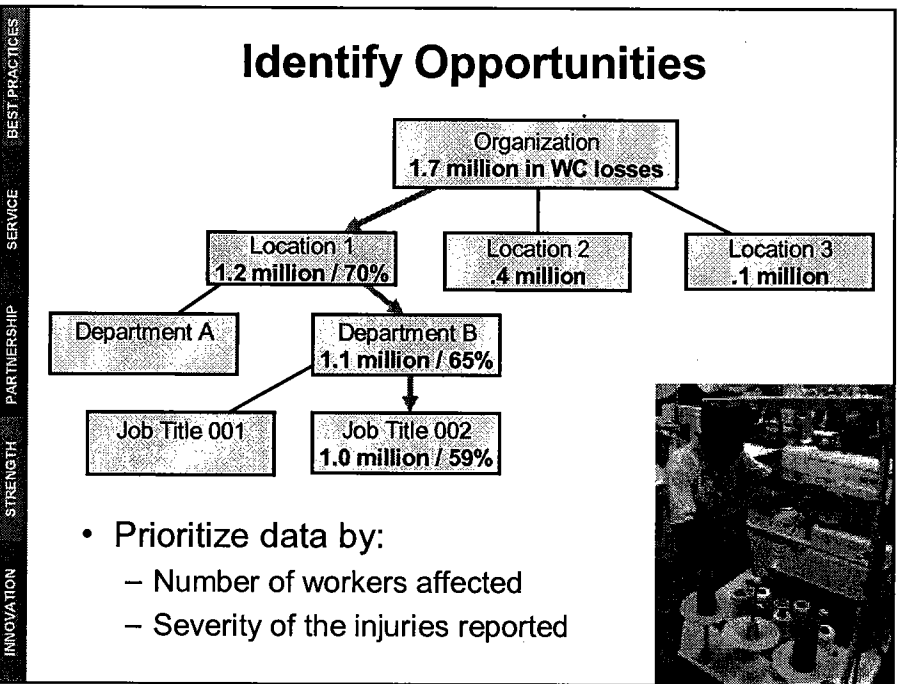 Identify Opportunities
Organization
1.7 million in WC losses
Location 1
1.2 million / 70%
Location 2
.4 million
Location 3
.1 million
Department A
Department B
1.1 million / 65%
Job Title 001
Job Title 002
1.0 million / 59%
• Prioritize data by:
– Number of workers affected
– Severity of the injuries reported
BEST PRACTICES
SERVICE
PARTNERSHIP
STRENGTH
INNOVATION